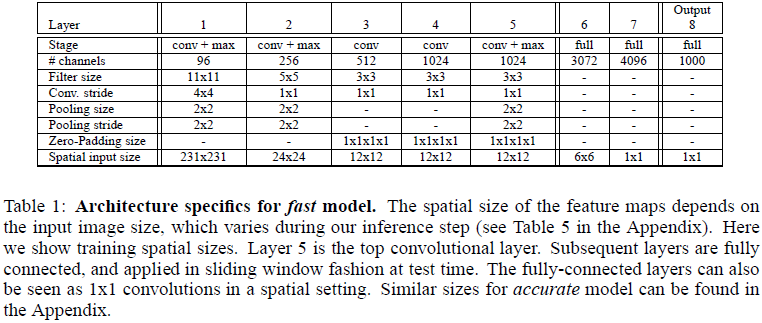 Output
Layer 1 2 3 4 5 6 7 8
Stage conv + max conv + max conv conv conv + max full full full
# channels 96 256 512 1024 1024 3072 4096 1000
Filter size 11x11 5x5 3x3 3x3 3x3 - - -
Conv. stride 4x4 1x1 1x1 1x1 1x1 - - -
Pooling size 2x2 2x2 - - 2x2 - - -
Pooling stride 2x2 2x2 - - 2x2 - - -
Zero-Padding size - - 1x1x1x1 1x1x1x1 1x1x1x1 - - -
Spatial input size 231x231 24x24 12x12 12x12 12x12 6x6 1x1 1x1
Table 1: Architecture specifics for fast model. The spatial size of the feature maps depends on
the input image size, which varies during our inference step (see Table 5 in the Appendix). Here
we show training spatial sizes. Layer 5 is the top convolutional layer. Subsequent layers are fully
connected, and applied in sliding window fashion at test time. The fully-connected layers can also
be seen as 1x1 convolutions in a spatial setting. Similar sizes for accurate model can be found in
the Appendix.